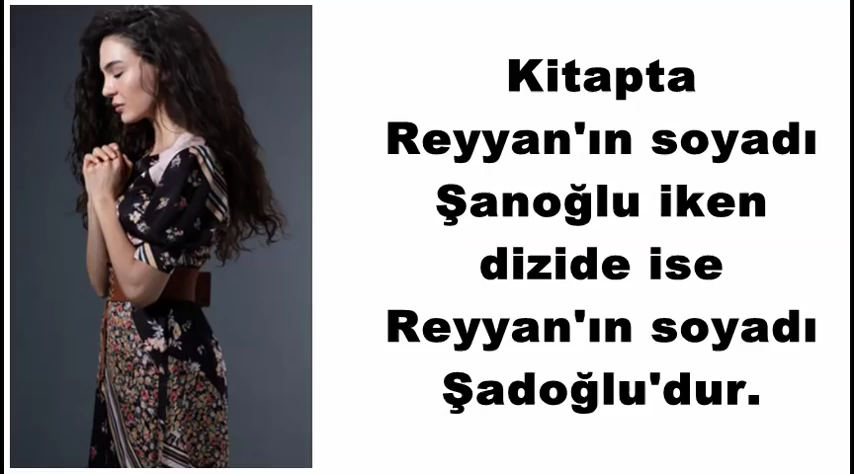 Kitapta
Reyyan'ın soyadı
Şanoğlu iken
dizide ise
Reyyan'ın soyadı
Şadoğlu'dur.